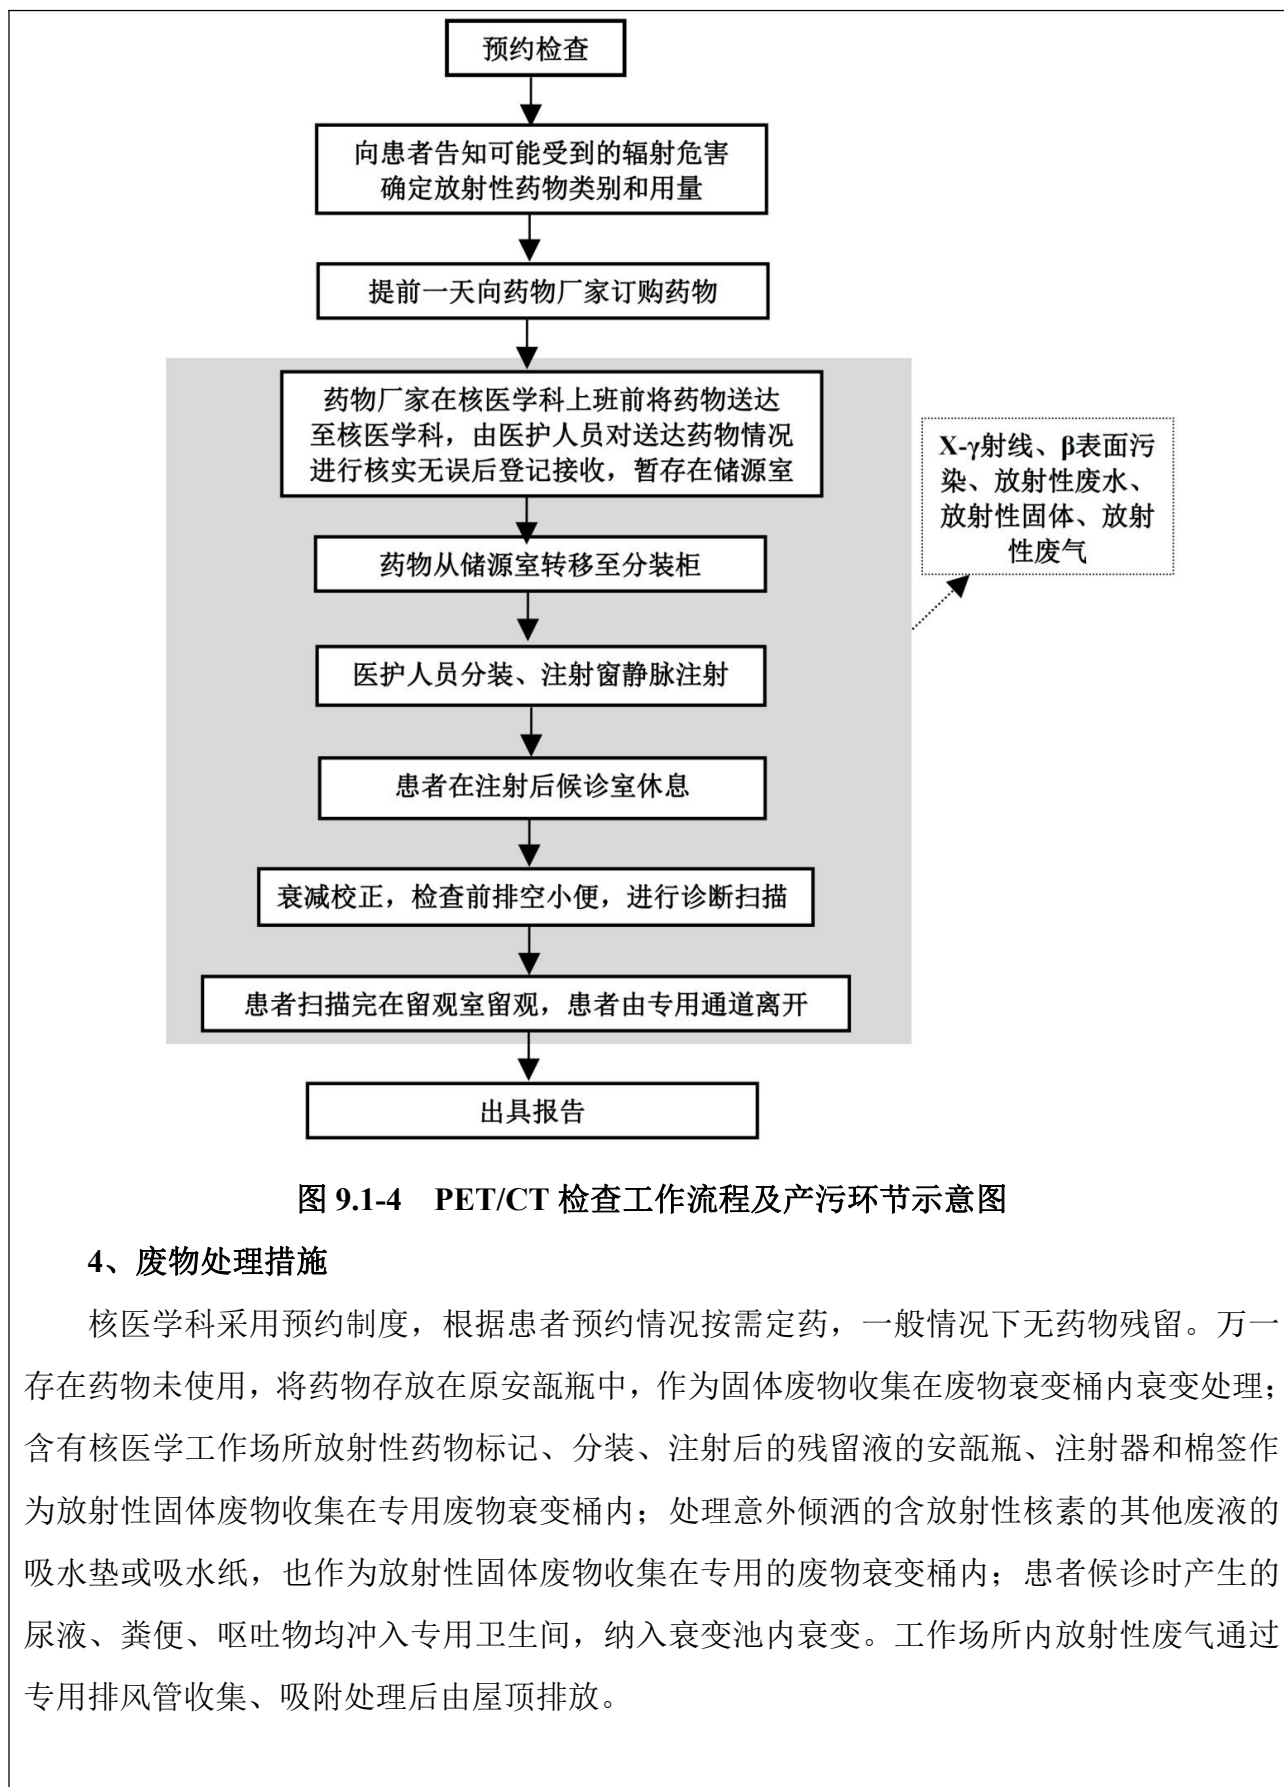 预约检查
向患者告知可能受到的辐射危害
确定放射性药物类别和用量
提前一天向药物厂家订购药物
药物厂家在核医学科上班前将药物送达
至核医学科，由医护人员对送达药物情况
进行核实无误后登记接收，暂存在储源室
X-γ射线、β表面污
染、放射性废水、
放射性固体、放射
性废气
药物从储源室转移至分装柜
医护人员分装、注射窗静脉注射
患者在注射后候诊室休息
衰减校正，检查前排空小便，进行诊断扫描
患者扫描完在留观室留观，患者由专用通道离开
出具报告
图 9.1-4 PET/CT 检查工作流程及产污环节示意图
4、废物处理措施
核医学科采用预约制度，根据患者预约情况按需定药，一般情况下无药物残留。万一
存在药物未使用，将药物存放在原安瓿瓶中，作为固体废物收集在废物衰变桶内衰变处理；
含有核医学工作场所放射性药物标记、分装、注射后的残留液的安瓿瓶、注射器和棉签作
为放射性固体废物收集在专用废物衰变桶内；处理意外倾洒的含放射性核素的其他废液的
吸水垫或吸水纸，也作为放射性固体废物收集在专用的废物衰变桶内；患者候诊时产生的
尿液、粪便、呕吐物均冲入专用卫生间，纳入衰变池内衰变。工作场所内放射性废气通过
专用排风管收集、吸附处理后由屋顶排放。